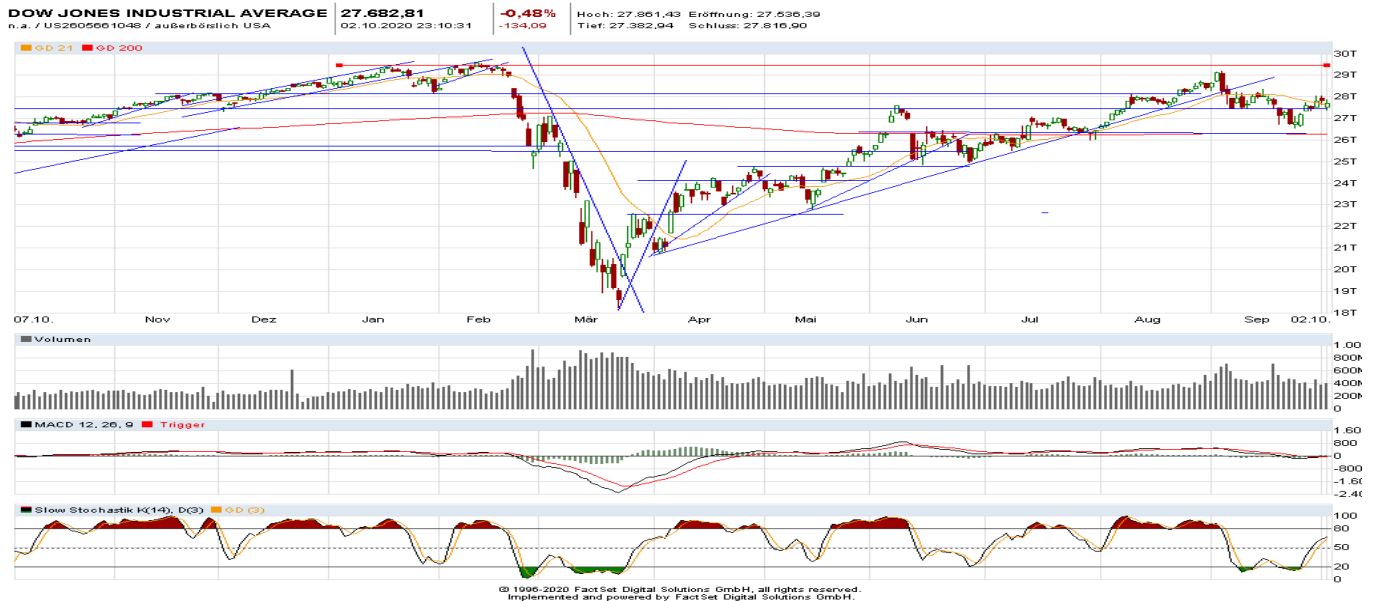 DOW JONES INDUSTRIAL AVERAGE 27.682,81 -0,48% Hoch: 27.861,43 Eröffnung: 27.536,39
n.a. / US2605661048 / außerbörslich USA 02.10.2020 23:10:31 -134,09 Tief: 27.382,94 Schluss: 27.816,90
GD 21 GD 200
30T
29T
28T
27T
26T
25T
24T
23T
22T
21T
20T
19T
18T
07.10. Nov Dez Jan Feb Mär Apr Mai Jun Jul Aug Sep 02.10.
Volumen
1.00
800M
600M
400M
200M
0
MACD 12, 26, 9 Trigger
1.60
800
0
-800
-1.60
-2.40
Slow Stochastik K(14), D(3) GD (3)
100
80
50
20
0
© 1996-2020 FactSet Digital Solutions GmbH, all rights reserved.
Implemented and powered by FactSet Digital Solutions GmbH.